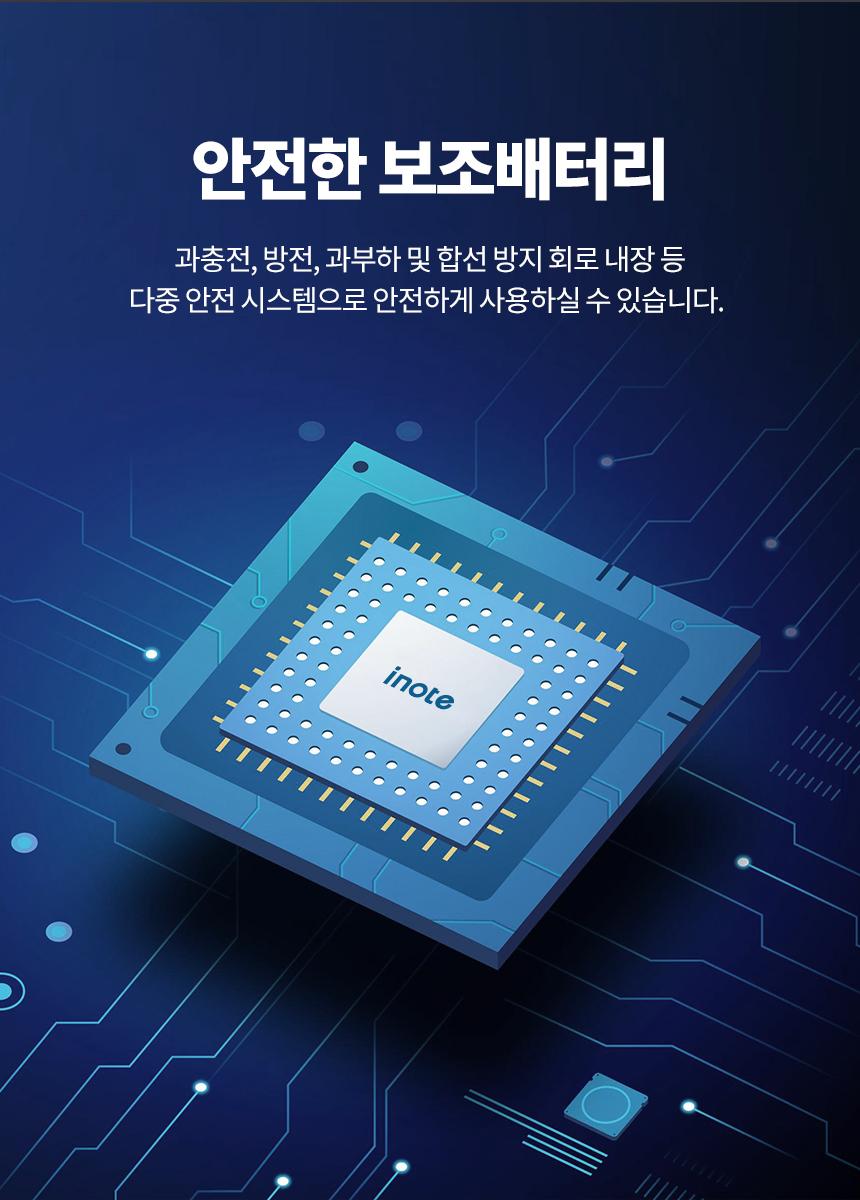 안전한 보조배터리
과충전, 방전, 과부하 및 합선 방지 회로 내장 등
다중 안전 시스템으로 안전하게 사용하실 수 있습니다.
inote